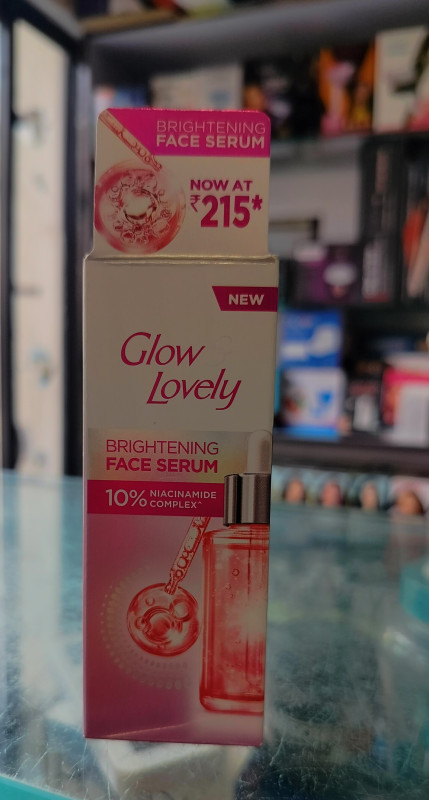 BRIGHTENING
FACE SERUM
NOW AT
₹215*
NEW
Glow
Lovely
BRIGHTENING
FACE SERUM
10% NIACINAMIDE
COMPLEX^